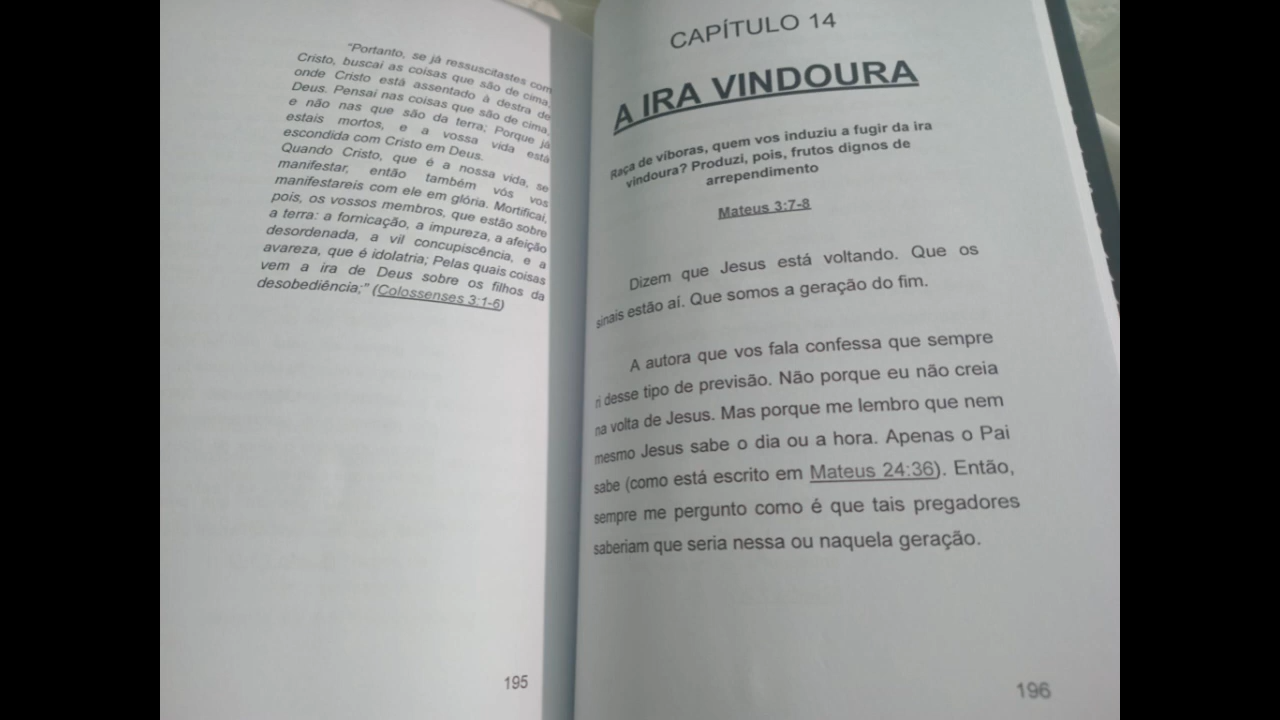 "Portanto, se já ressuscitastes com
Cristo, buscai as coisas que são de cima,
onde Cristo está assentado à destra de
Deus. Pensai nas coisas que são de cima,
e não nas que são da terra; Porque já
estais mortos, e a vossa vida está
escondida com Cristo em Deus.
Quando Cristo, que é a nossa vida, se
manifestar, então também vós vos
manifestareis com ele em glória. Mortificai,
pois, os vossos membros, que estão sobre
a terra: a fornicação, a impureza, a afeição
desordenada, a vil concupiscência, e a
avareza, que é idolatria; Pelas quais coisas
vem a ira de Deus sobre os filhos da
desobediência;" (Colossenses 3:1-6)
195
CAPÍTULO 14
A IRA VINDOURA
Raça de víboras, quem vos induziu a fugir da ira
vindoura? Produzi, pois, frutos dignos de
arrependimento
Mateus 3:7-8
Dizem que Jesus está voltando. Que os
sinais estão aí. Que somos a geração do fim.
A autora que vos fala confessa que sempre
ri desse tipo de previsão. Não porque eu não creia
na volta de Jesus. Mas porque me lembro que nem
mesmo Jesus sabe o dia ou a hora. Apenas o Pai
sabe (como está escrito em Mateus 24:36). Então,
sempre me pergunto como é que tais pregadores
saberiam que seria nessa ou naquela geração.
196